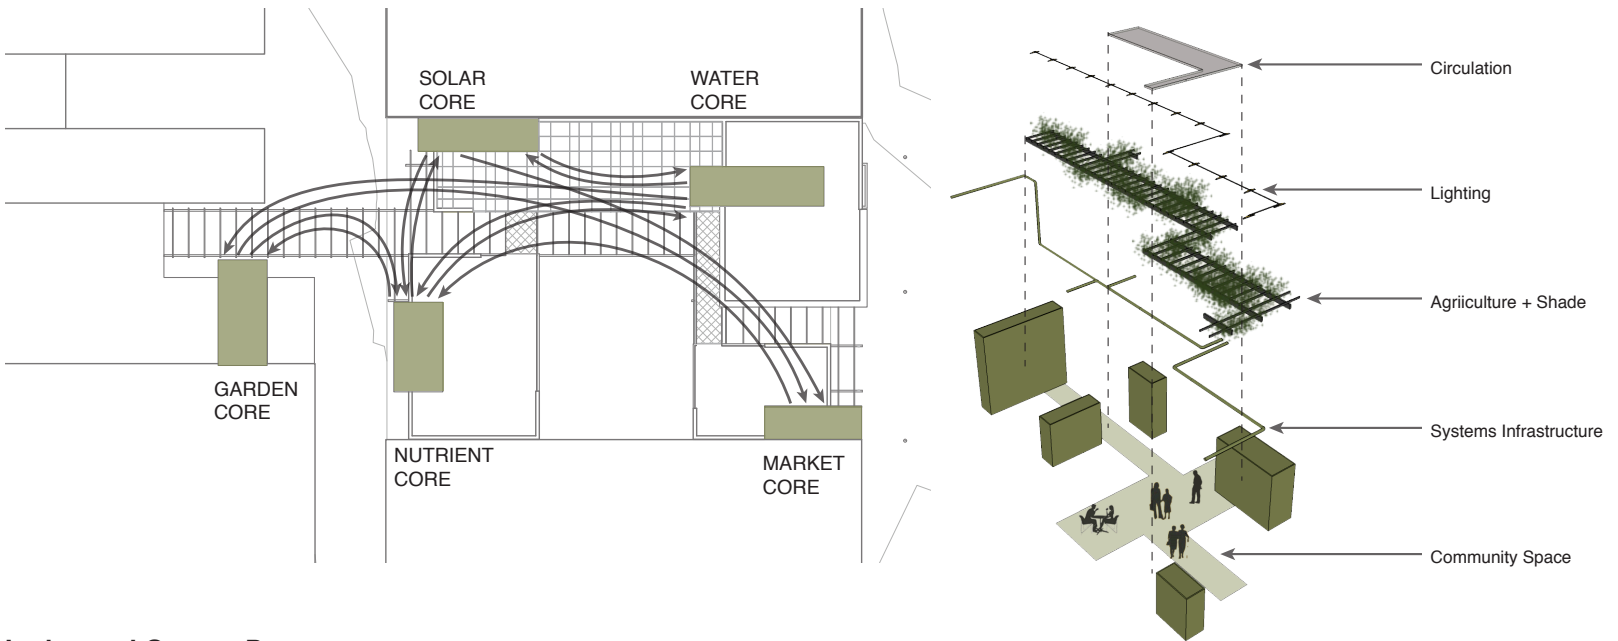 SOLAR
CORE
WATER
CORE
GARDEN
CORE
NUTRIENT
CORE
MARKET
CORE
Circulation
Lighting
Agriiculture + Shade
Systems Infrastructure
Community Space